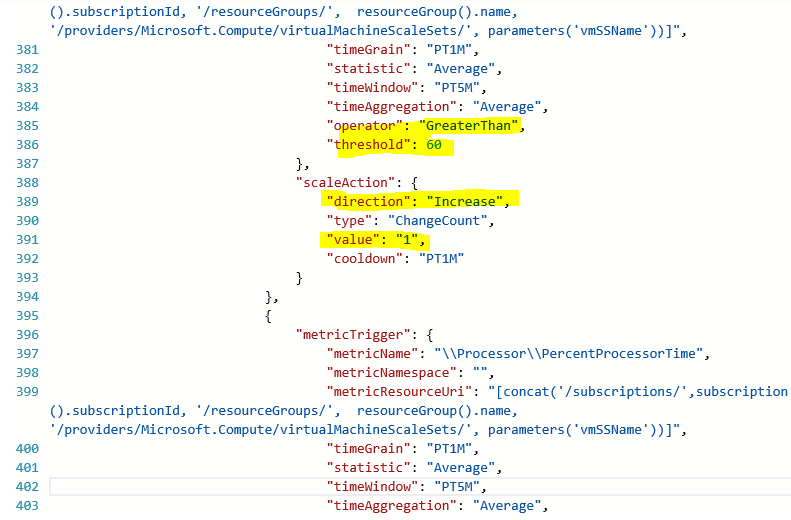 ().subscriptionId, '/resourceGroups/',  resourceGroup().name,
'/providers/Microsoft.Compute/virtualMachineScaleSets/', parameters('vmSSName'))]",
381 "timeGrain": "PT1M",
382 "statistic": "Average",
383 "timeWindow": "PT5M",
384 "timeAggregation": "Average",
385 "operator": "GreaterThan",
386 "threshold": 60
387 },
388 "scaleAction": {
389 "direction": "Increase",
390 "type": "ChangeCount",
391 "value": "1",
392 "cooldown": "PT1M"
393 }
394 },
395 {
396 "metricTrigger": {
397 "metricName": "\\Processor\\PercentProcessorTime",
398 "metricNamespace": "",
399 "metricResourceUri": "[concat('/subscriptions/',subscription
().subscriptionId, '/resourceGroups/',  resourceGroup().name,
'/providers/Microsoft.Compute/virtualMachineScaleSets/', parameters('vmSSName'))]",
400 "timeGrain": "PT1M",
401 "statistic": "Average",
402 "timeWindow": "PT5M",
403 "timeAggregation": "Average",